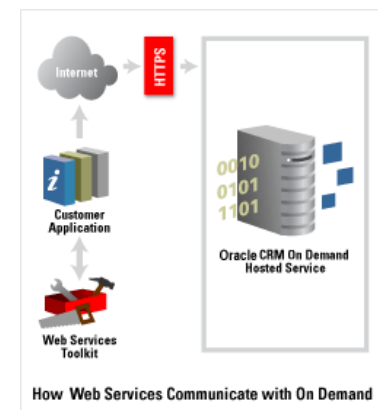 Internet
HTTPS
i
Customer
Application
Web Services
Toolkit
0010
0101
1101
Oracle CRM On Demand
Hosted Service
How Web Services Communicate with On Demand